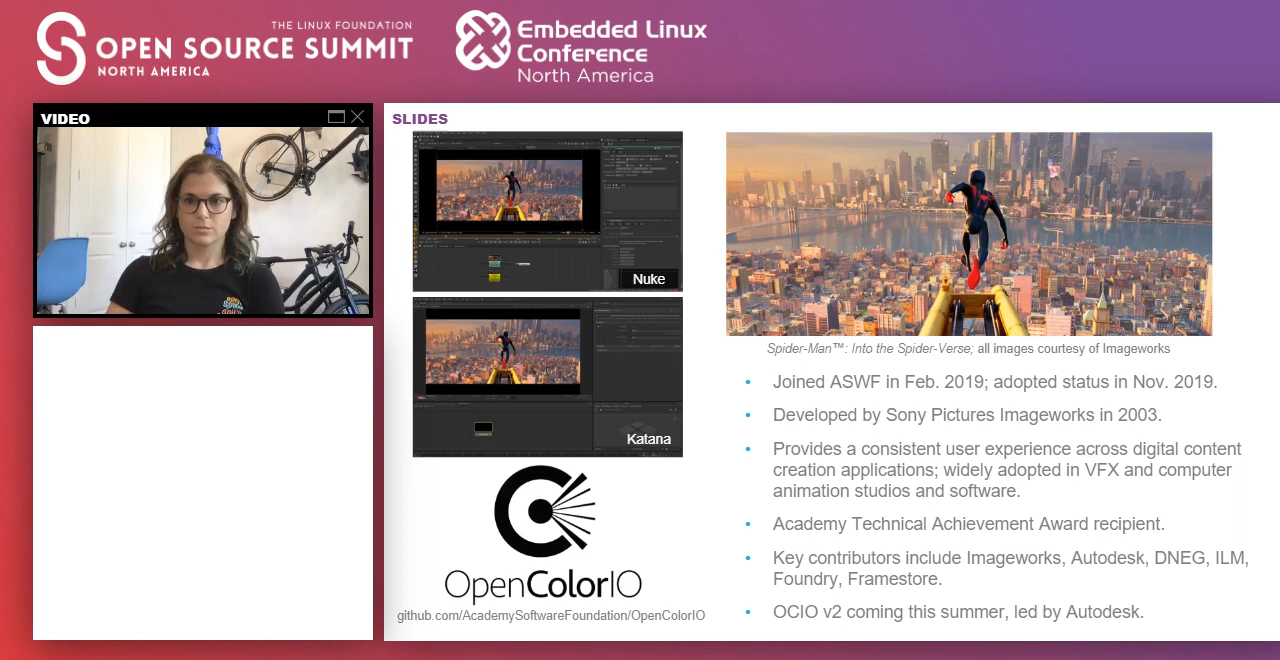 THE LINUX FOUNDATION
OPEN SOURCE SUMMIT
NORTH AMERICA
Embedded Linux
Conference
North America
VIDEO
SLIDES
Nuke
Katana
OpenColorIO
github.com/AcademySoftwareFoundation/OpenColorIO
Spider-Man™: Into the Spider-Verse; all images courtesy of Imageworks
• Joined ASWF in Feb. 2019; adopted status in Nov. 2019.
• Developed by Sony Pictures Imageworks in 2003.
• Provides a consistent user experience across digital content
creation applications; widely adopted in VFX and computer
animation studios and software.
• Academy Technical Achievement Award recipient.
• Key contributors include Imageworks, Autodesk, DNEG, ILM,
Foundry, Framestore.
• OCIO v2 coming this summer, led by Autodesk.